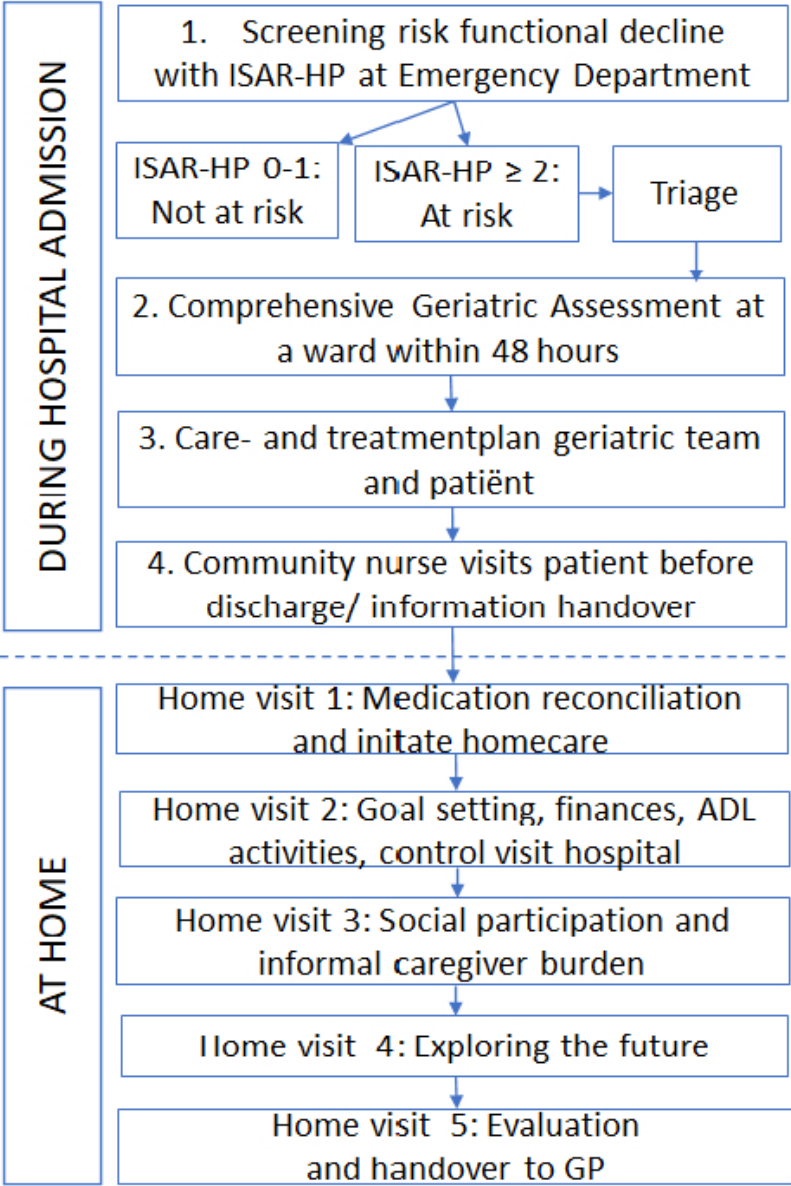 DURING HOSPITAL ADMISSION
1. Screening risk functional decline
with ISAR-HP at Emergency Department
ISAR-HP 0-1:
Not at risk
ISAR-HP ≥ 2:
At risk
Triage
2. Comprehensive Geriatric Assessment at
a ward within 48 hours
3. Care- and treatmentplan geriatric team
and patiënt
4. Community nurse visits patient before
discharge/ information handover
AT HOME
Home visit 1: Medication reconciliation
and initate homecare
Home visit 2: Goal setting, finances, ADL
activities, control visit hospital
Home visit 3: Social participation and
informal caregiver burden
Home visit 4: Exploring the future
Home visit 5: Evaluation
and handover to GP